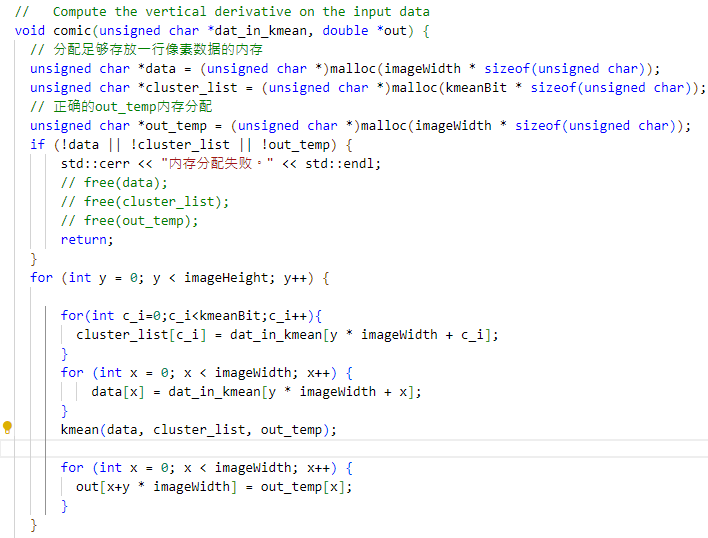 //   Compute the vertical derivative on the input data
void comic(unsigned char *dat_in_kmean, double *out) {
  // 分配足够存放一行像素数据的内存
  unsigned char *data = (unsigned char *)malloc(imageWidth * sizeof(unsigned char));
  unsigned char *cluster_list = (unsigned char *)malloc(kmeanBit * sizeof(unsigned char));
  // 正确的out_temp内存分配
  unsigned char *out_temp = (unsigned char *)malloc(imageWidth * sizeof(unsigned char));
  if (!data || !cluster_list || !out_temp) {
      std::cerr << "内存分配失败。" << std::endl;
      // free(data);
      // free(cluster_list);
      // free(out_temp);
      return;
  }
  for (int y = 0; y < imageHeight; y++) {
      for(int c_i=0;c_i<kmeanBit;c_i++){
        cluster_list[c_i] = dat_in_kmean[y * imageWidth + c_i];
      }
      for (int x = 0; x < imageWidth; x++) {
          data[x] = dat_in_kmean[y * imageWidth + x];
      }
      kmean(data, cluster_list, out_temp);
      for (int x = 0; x < imageWidth; x++) {
        out[x+y * imageWidth] = out_temp[x];
      }
  }